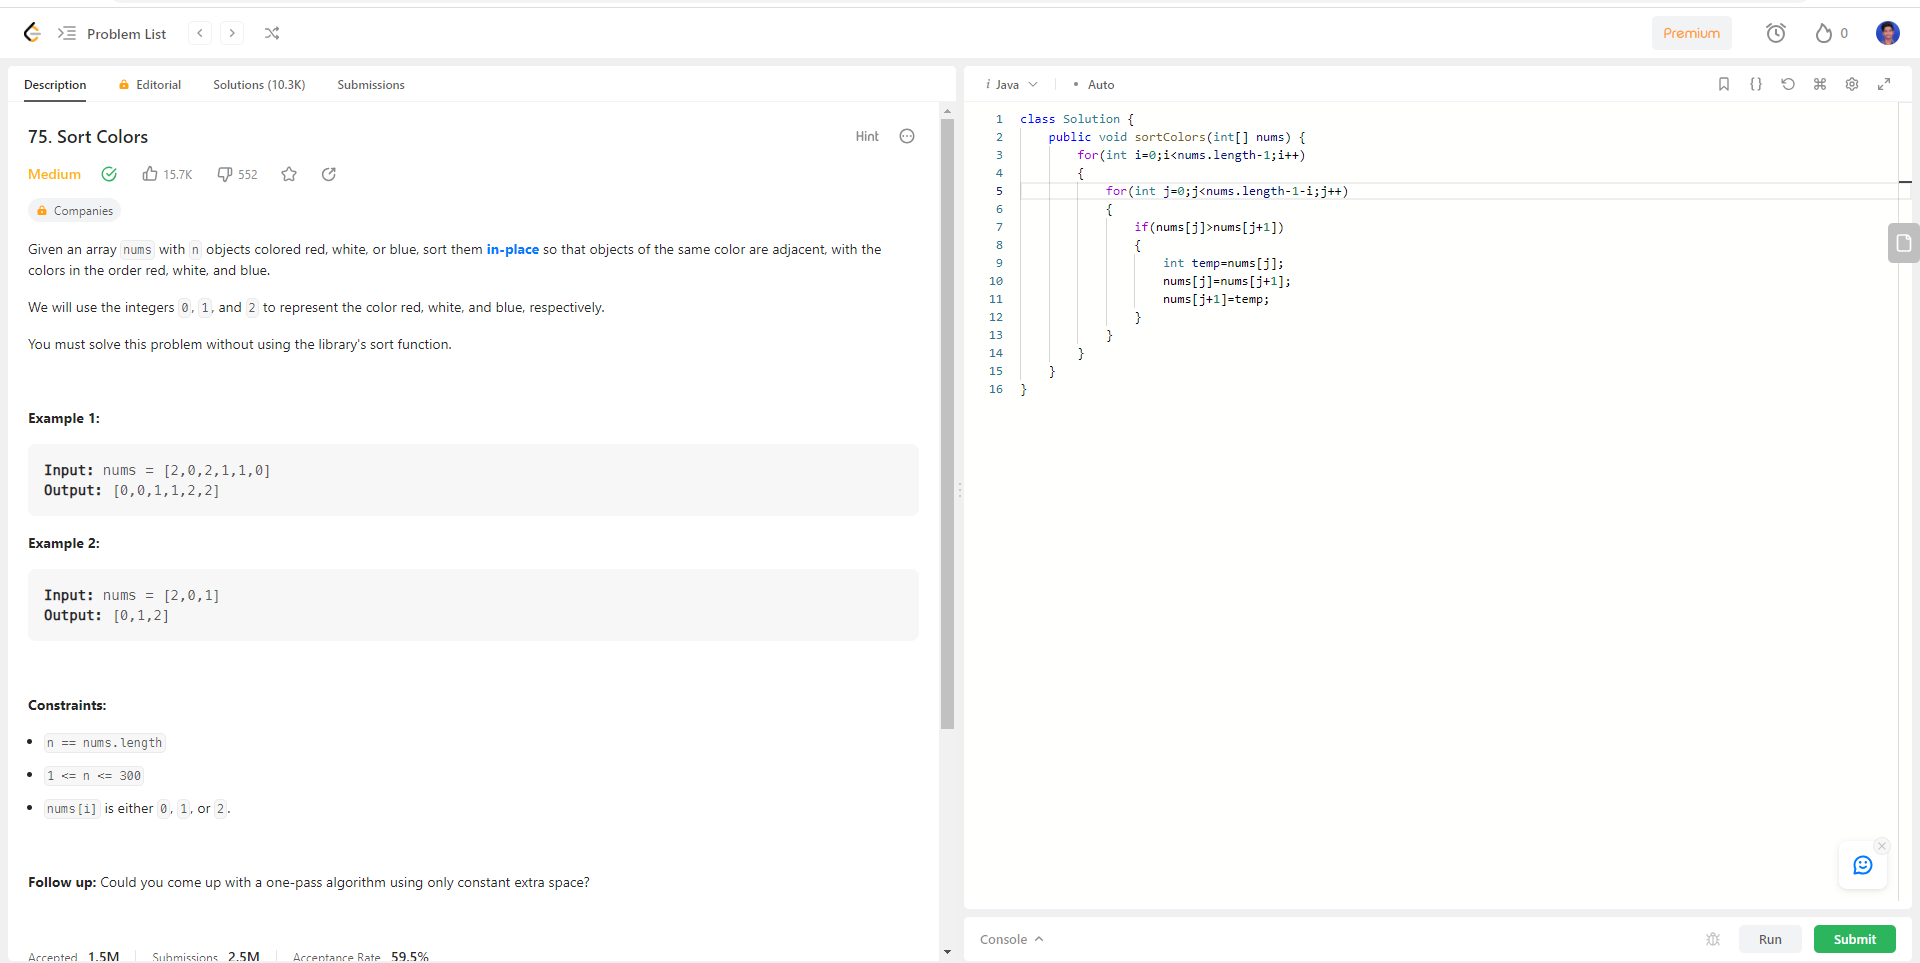 Problem List
Premium
0
Description
Editorial
Solutions (10.3K)
Submissions
75. Sort Colors
Hint
Medium
15.7K
552
Companies
Given an array nums with n objects colored red, white, or blue, sort them in-place so that objects of the same color are adjacent, with the
colors in the order red, white, and blue.
We will use the integers 0, 1, and 2 to represent the color red, white, and blue, respectively.
You must solve this problem without using the library's sort function.
Example 1:
Input: nums = [2,0,2,1,1,0]
Output: [0,0,1,1,2,2]
Example 2:
Input: nums = [2,0,1]
Output: [0,1,2]
Constraints:
n == nums.length
1 <= n <= 300
nums[i] is either 0, 1, or 2.
Follow up: Could you come up with a one-pass algorithm using only constant extra space?
Accepted 1.5M Submissions 2.5M Acceptance Rate 59.5%
i Java
• Auto
{}
1 class Solution {
2 public void sortColors(int[] nums) {
3 for(int i=0;i<nums.length-1;i++)
4 {
5 for(int j=0;j<nums.length-1-i;j++)
6 {
7 if(nums[j]>nums[j+1])
8 {
9 int temp=nums[j];
10 nums[j]=nums[j+1];
11 nums[j+1]=temp;
12 }
13 }
14 }
15 }
16 }
Console
Run
Submit